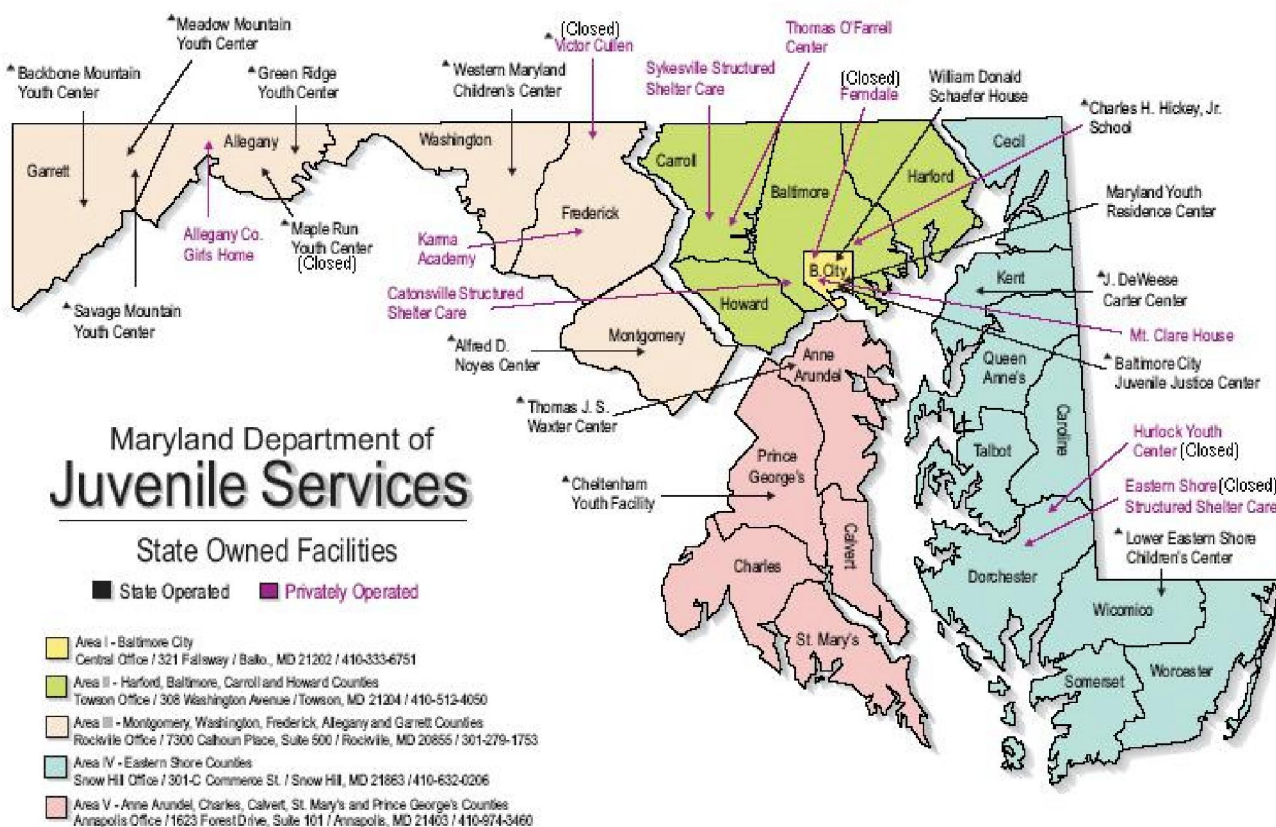 ▲Meadow Mountain
Youth Center
(Closed)
▲Victor Cullen
Thomas O'Farrell
Center
▲Backbone Mountain
Youth Center
▲Green Ridge
Youth Center
▲Western Maryland
Children's Center
Sykesville Structured
Shelter Care
(Closed)
Ferndale
William Donald
Schaefer House
▲Charles H. Hickey, Jr.
School
Garrett
Allegany
Washington
Frederick
Carroll
Baltimore
Harford
Cecil
Maryland Youth
Residence Center
Allegany Co.
Girls Home
▲Maple Run
Youth Center
(Closed)
Karma
Academy
B. City
Kent
▲J. DeWeese
Carter Center
▲Savage Mountain
Youth Center
Catonsville Structured
Shelter Care
Howard
Montgomery
▲Alfred D.
Noyes Center
Anne
Arundel
Queen
Anne's
Mt. Clare House
▲Baltimore City
Juvenile Justice Center
▲Thomas J. S.
Waxter Center
Caroline
Talbot
Hurlock Youth
Center (Closed)
Maryland Department of
Juvenile Services
State Owned Facilities
State Operated
Privately Operated
Prince
George's
▲Cheltenham
Youth Facility
Calvert
Charles
St. Mary's
Eastern Shore (Closed)
Structured Shelter Care
▲Lower Eastern Shore
Children's Center
Dorchester
Wicomico
Somerset
Worcester
Area I - Baltimore City
Central Office / 321 Fallsway / Balto., MD 21202 / 410-333-6751
Area II - Harford, Baltimore, Carroll and Howard Counties
Towson Office / 308 Washington Avenue / Towson, MD 21204 / 410-512-4050
Area III - Montgomery, Washington, Frederick, Allegany and Garrett Counties
Rockville Office / 7300 Calhoun Place, Suite 500 / Rockville, MD 20855 / 301-279-1753
Area IV - Eastern Shore Counties
Snow Hill Office / 301-C Commerce St. / Snow Hill, MD 21863 / 410-632-0206
Area V - Anne Arundel, Charles, Calvert, St. Mary's and Prince George's Counties
Annapolis Office / 1623 Forest Drive, Suite 101 / Annapolis, MD 21403 / 410-974-3460